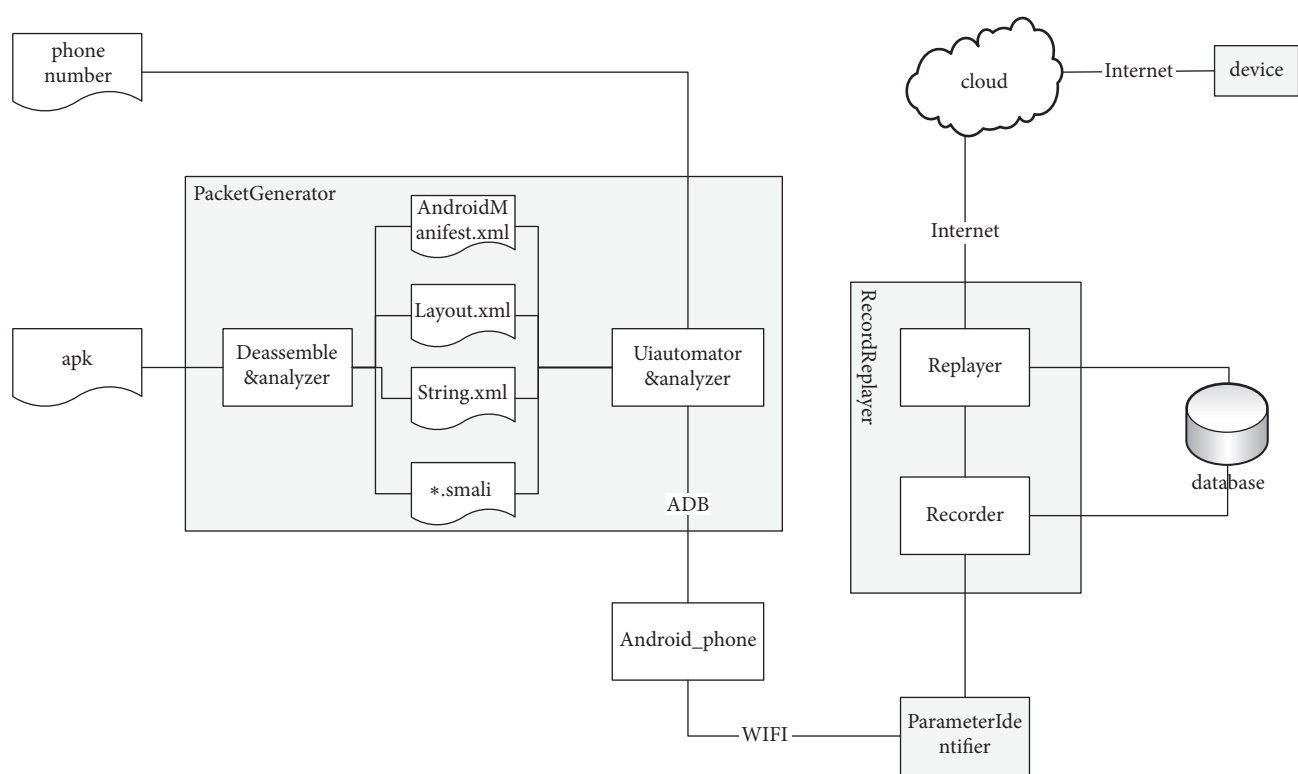 phone
number
cloud
Internet
device
PacketGenerator
AndroidM
anifest.xml
Internet
Layout.xml
RecordReplayer
apk
Deassemble
&analyzer
Uiautomator
&analyzer
Replayer
String.xml
database
*.smali
ADB
Recorder
Android_phone
WIFI
ParameterIde
ntifier